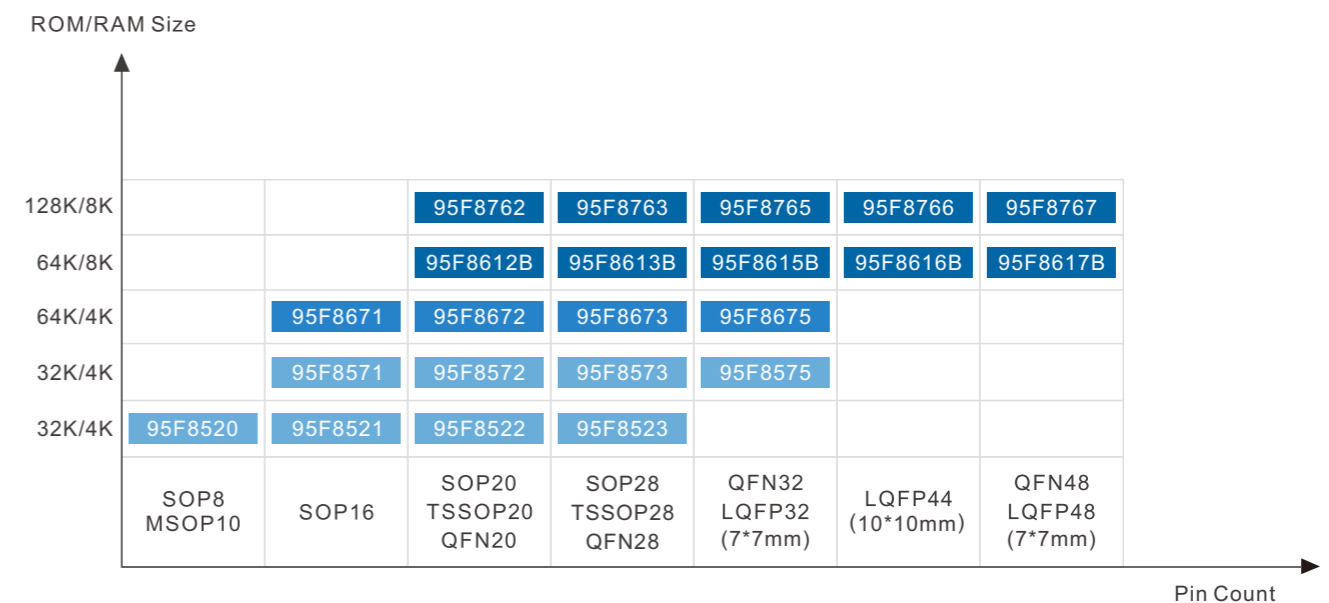 ROM/RAM Size
128K/8K 95F8762 95F8763 95F8765 95F8766 95F8767
64K/8K 95F8612B 95F8613B 95F8615B 95F8616B 95F8617B
64K/4K 95F8671 95F8672 95F8673 95F8675
32K/4K 95F8571 95F8572 95F8573 95F8575
32K/4K 95F8520 95F8521 95F8522 95F8523
SOP8
MSOP10
SOP16
SOP20
TSSOP20
QFN20
SOP28
TSSOP28
QFN28
QFN32
LQFP32
(7*7mm)
LQFP44
(10*10mm)
QFN48
LQFP48
(7*7mm)
Pin Count